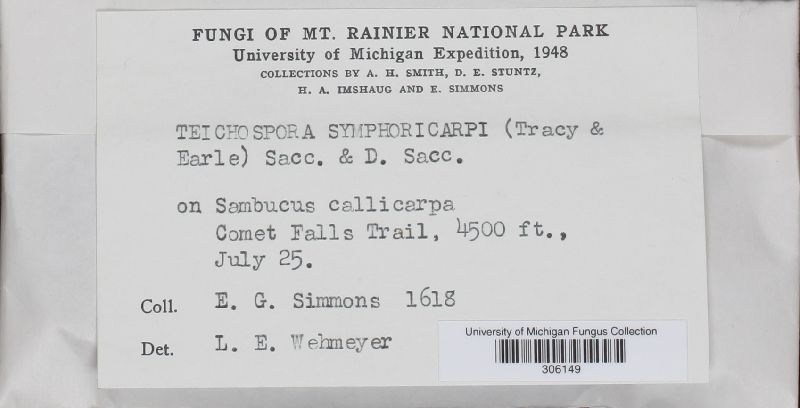 FUNGI OF MT. RAINIER NATIONAL PARK
University of Michigan Expedition, 1948
COLLECTIONS BY A. H. SMITH, D. E. STUNTZ,
H. A. IMSHAUG AND E. SIMMONS
TEICHOSPORA SYMPHORICARPI (Tracy &
Earle) Sacc. & D. Sacc.
on Sambucus callicarpa
Comet Falls Trail, 4500 ft.,
July 25.
Coll. E. G. Simmons 1618
Det. L. E. Wehmeyer
University of Michigan Fungus Collection
306149